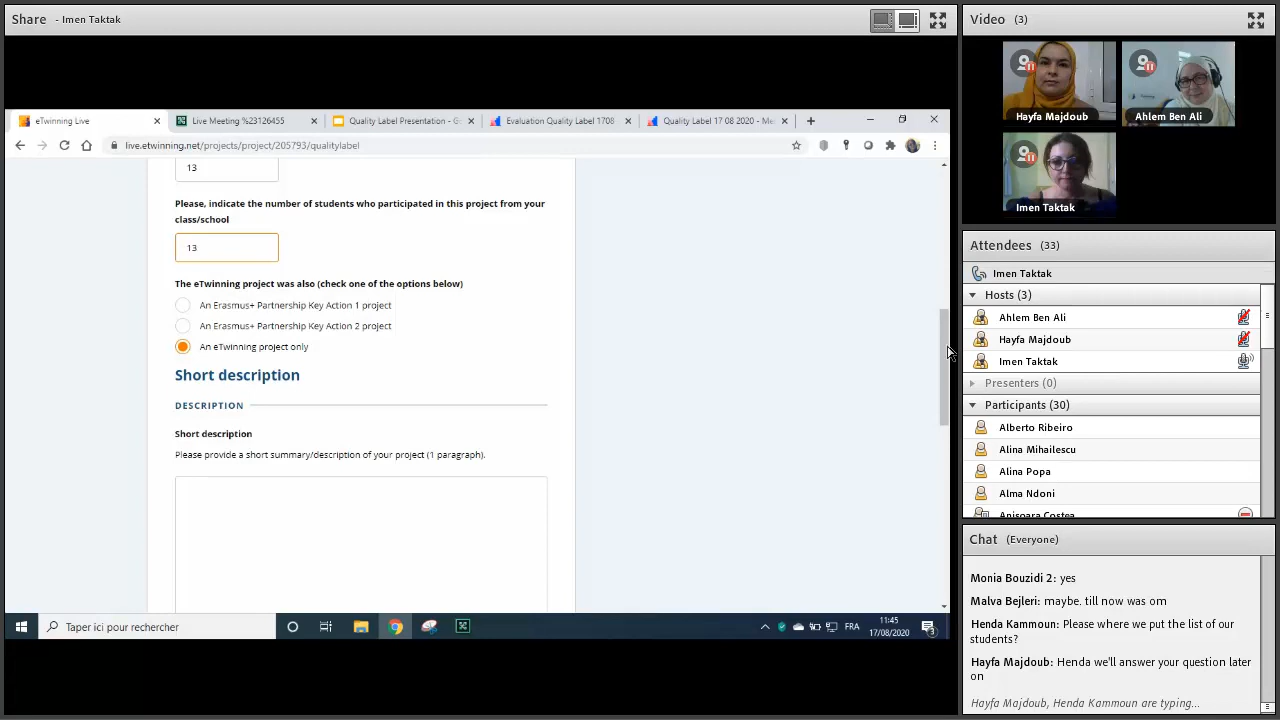 Share - Imen Taktak
eTwinning Live
Live Meeting %23126455
Quality Label Presentation - G
Evaluation Quality Label 1708
Quality Label 17 08 2020 - Me
live.etwinning.net/projects/project/205793/qualitylabel
13
Please, indicate the number of students who participated in this project from your
class/school
13
The eTwinning project was also (check one of the options below)
An Erasmus+ Partnership Key Action 1 project
An Erasmus+ Partnership Key Action 2 project
An eTwinning project only
Short description
DESCRIPTION
Short description
Please provide a short summary/description of your project (1 paragraph).
Taper ici pour rechercher
FRA
11:45
17/08/2020
3
Video (3)
Hayfa Majdoub
Ahlem Ben Ali
Imen Taktak
Attendees (33)
Imen Taktak
Hosts (3)
Ahlem Ben Ali
Hayfa Majdoub
Imen Taktak
Presenters (0)
Participants (30)
Alberto Ribeiro
Alina Mihailescu
Alina Popa
Alma Ndoni
Anisoara Costea
Chat (Everyone)
Monia Bouzidi 2: yes
Malva Bejleri: maybe. till now was om
Henda Kammoun: Please where we put the list of our
students?
Hayfa Majdoub: Henda we'll answer your question later
on
Hayfa Majdoub, Henda Kammoun are typing...